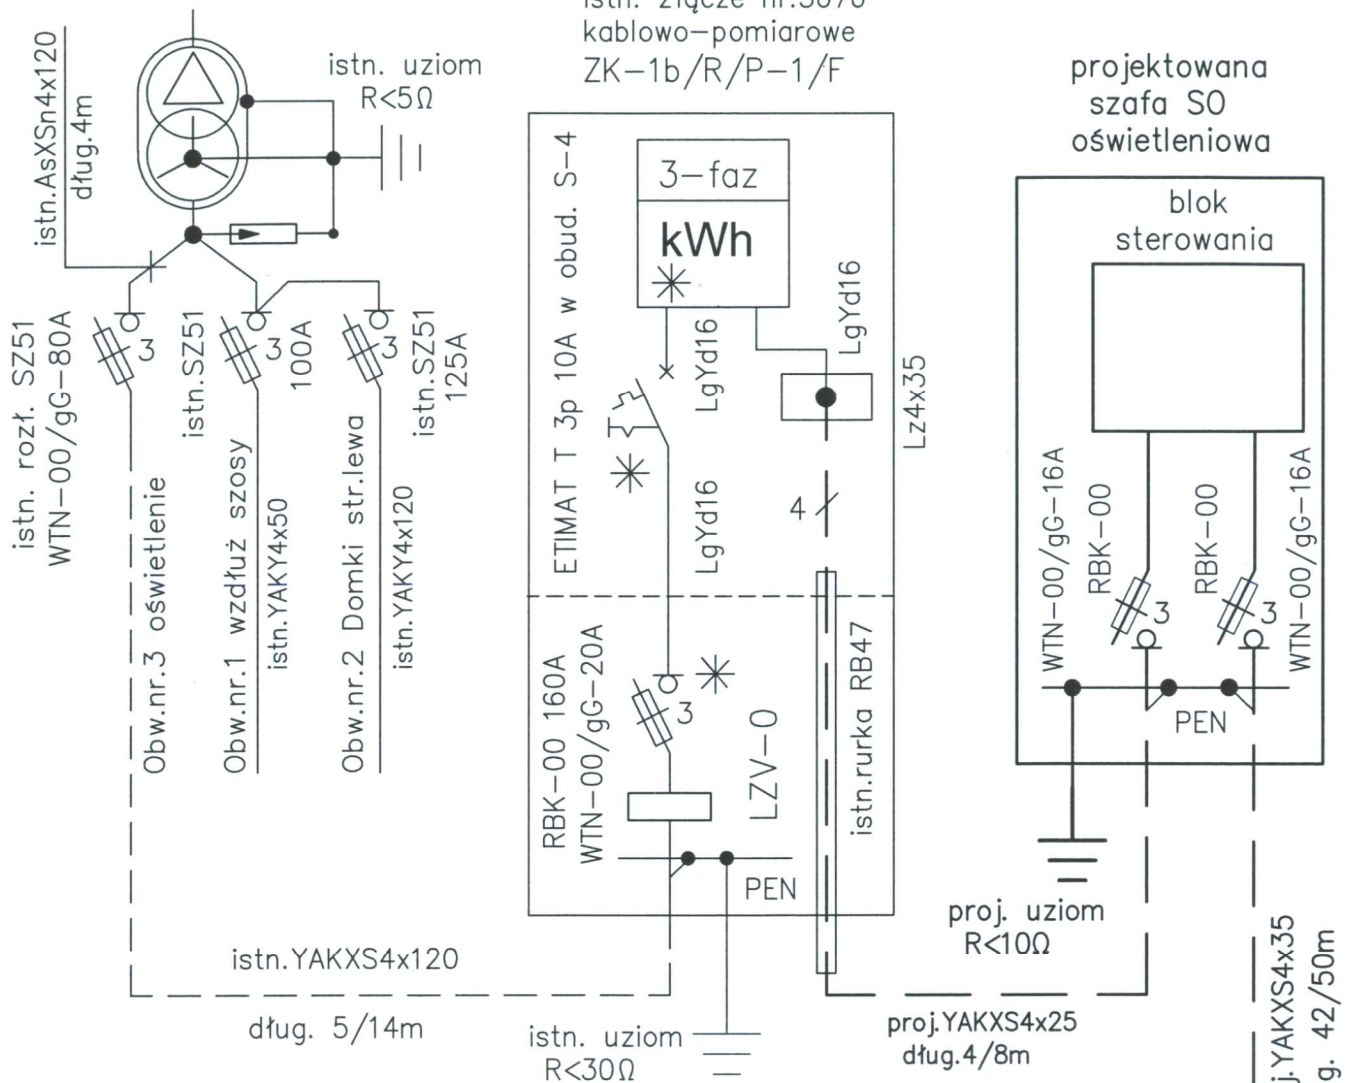 istn. złącze nr.
kablowo-pomiarowe
ZK-1b/R/P-1/F
istn. uziom
R<5Ω
istn.AsXSn4x120
dług.4m
projektowana
szafa SO
oświetleniowa
blok
sterowania
3-faz
kWh
ETIMAT T 3p 10A w obud. S-4
LgYd16
LgYd16
LgYd16
Lz4x35
4
istn. rozł. SZ51
WTN-00/gG-80A
3
istn.SZ51
3
100A
3
istn.SZ51
125A
Obw.nr.3 oświetlenie
Obw.nr.1 wzdłuż szosy
istn.YAKY4x50
Obw.nr.2 Domki str.lewa
istn.YAKY4x120
RBK-00 160A
WTN-00/gG-20A
3
LZV-0
PEN
istn.rurka RB47
WTN-00/gG-16A
RBK-00
3
RBK-00
3
WTN-00/gG-16A
PEN
proj. uziom
R<10Ω
istn.YAKXS4x120
dług. 5/14m
istn. uziom
R<30Ω
proj.YAKXS4x25
dług.4/8m
j.YAKXS4x35
g. 42/50m